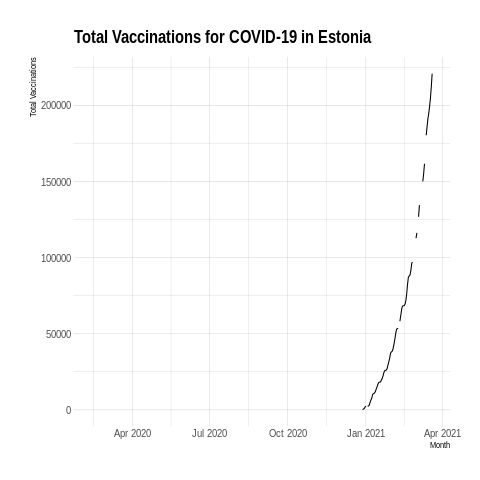 Total Vaccinations for COVID-19 in Estonia
Total Vaccinations
200000
150000
100000
50000
0
Apr 2020 Jul 2020 Oct 2020 Jan 2021 Apr 2021
Month